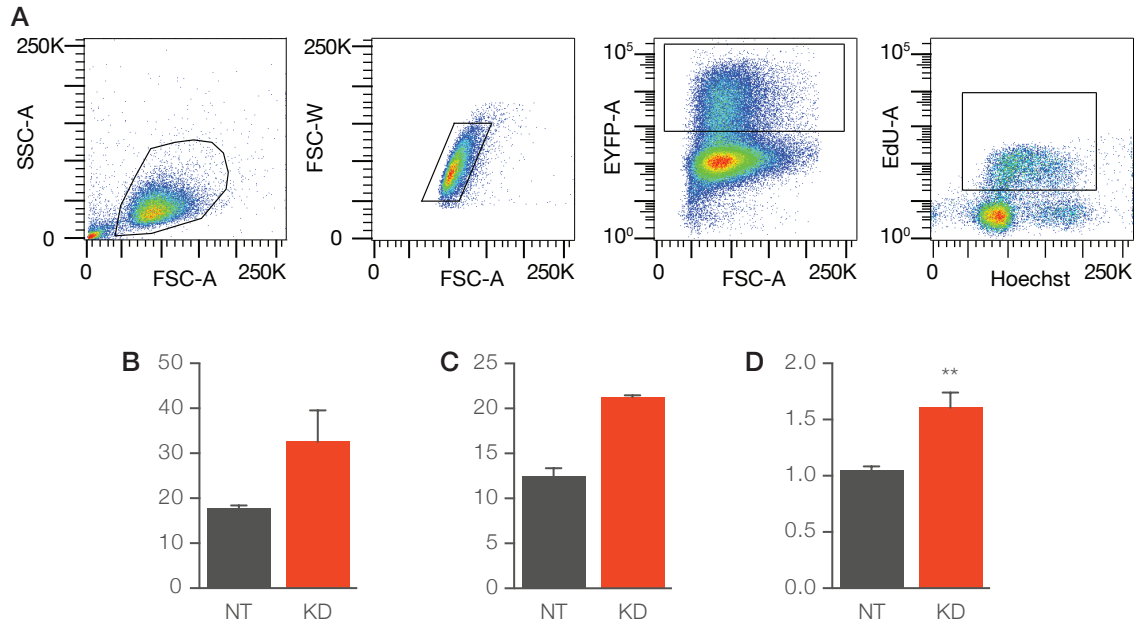 A
250K
SSC-A
0
0
250K
FSC-A
250K
FSC-W
0
0
250K
FSC-A
10⁵
EYFP-A
10⁰
0
250K
FSC-A
10⁵
EdU-A
10⁰
0
250K
Hoechst
B
50
40
30
20
10
0
NT KD
C
25
20
15
10
5
0
NT KD
D
2.0
1.5
1.0
0.5
0.0
**
NT KD